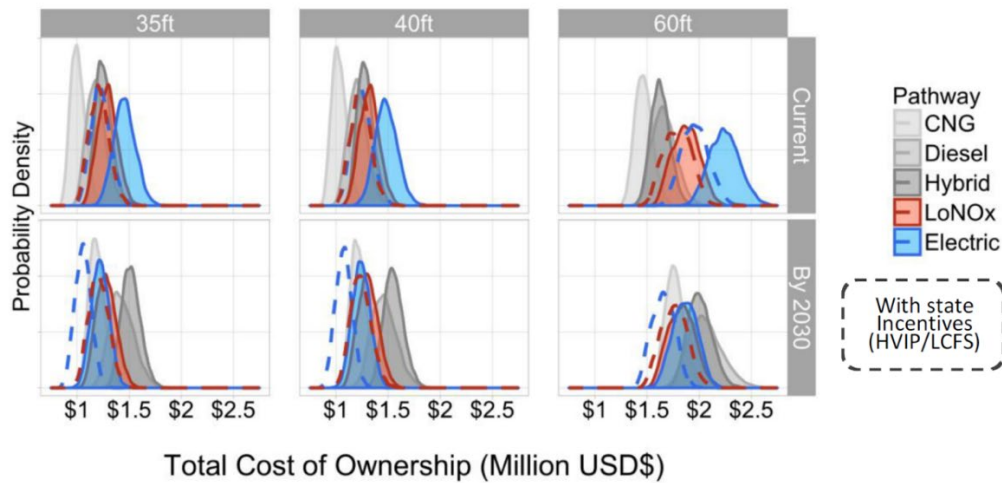 35ft
40ft
60ft
Probability Density
Current
By 2030
$1
$1.5
$2
$2.5
$1
$1.5
$2
$2.5
$1
$1.5
$2
$2.5
Total Cost of Ownership (Million USD$)
Pathway
CNG
Diesel
Hybrid
LoNOx
Electric
With state
Incentives
(HVIP/LCFS)